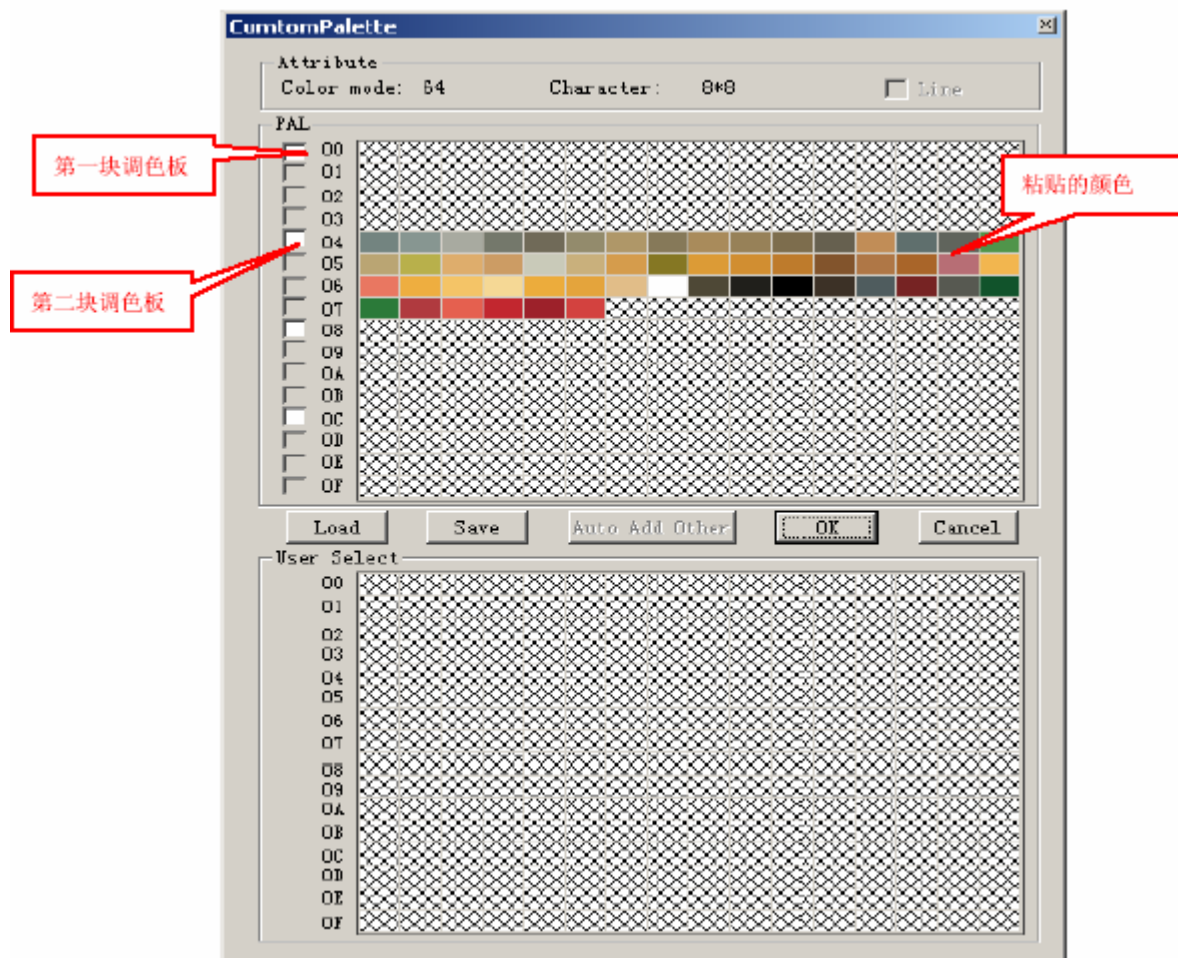 CumtomPalette
Attribute
Color mode: 64 Character: 8*8 Line
PAL
第一块调色板
粘贴的颜色
第二块调色板
00
01
02
03
04
05
06
07
08
09
0A
0B
0C
0D
0E
0F
Load Save Auto Add Other OK Cancel
User Select
00
01
02
03
04
05
06
07
08
09
0A
0B
0C
0D
0E
0F